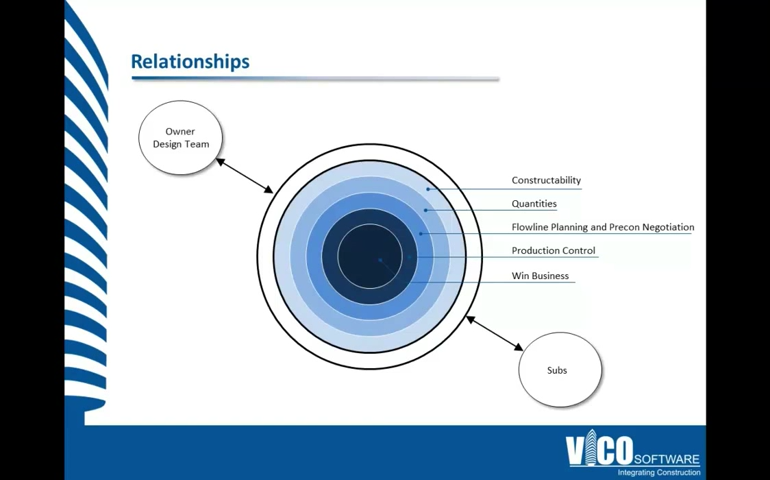 Relationships
Owner
Design Team
Constructability
Quantities
Flowline Planning and Precon Negotiation
Production Control
Win Business
Subs
VICO SOFTWARE
Integrating Construction